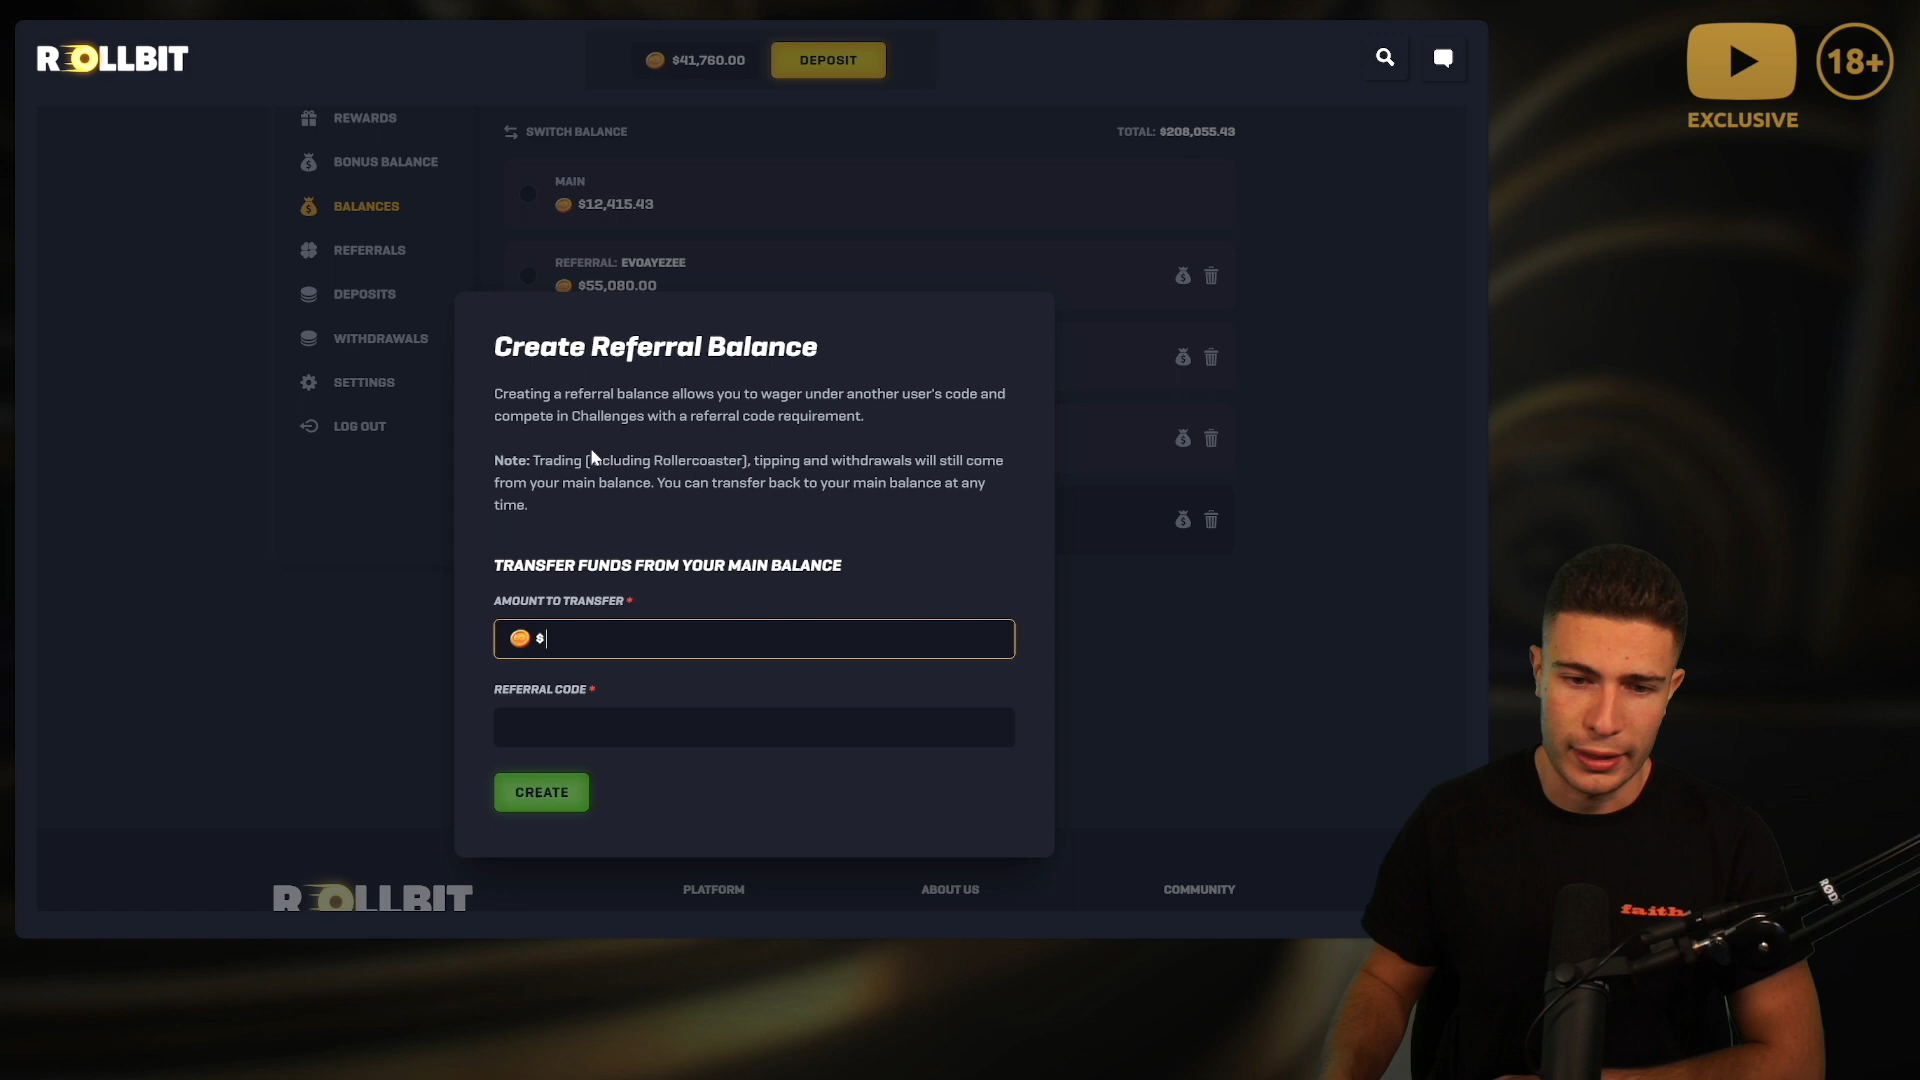 ROLLBIT
$41,760.00
DEPOSIT
18+
EXCLUSIVE
REWARDS
BONUS BALANCE
BALANCES
REFERRALS
DEPOSITS
WITHDRAWALS
SETTINGS
LOG OUT
SWITCH BALANCE
TOTAL: $208,055.43
MAIN
$12,415.43
REFERRAL: EVOAYEZEE
$55,080.00
Create Referral Balance
Creating a referral balance allows you to wager under another user's code and
compete in Challenges with a referral code requirement.
Note: Trading (including Rollercoaster), tipping and withdrawals will still come
from your main balance. You can transfer back to your main balance at any
time.
TRANSFER FUNDS FROM YOUR MAIN BALANCE
AMOUNT TO TRANSFER *
$
REFERRAL CODE *
CREATE
ROLLBIT
PLATFORM
ABOUT US
COMMUNITY
faith
RØDE